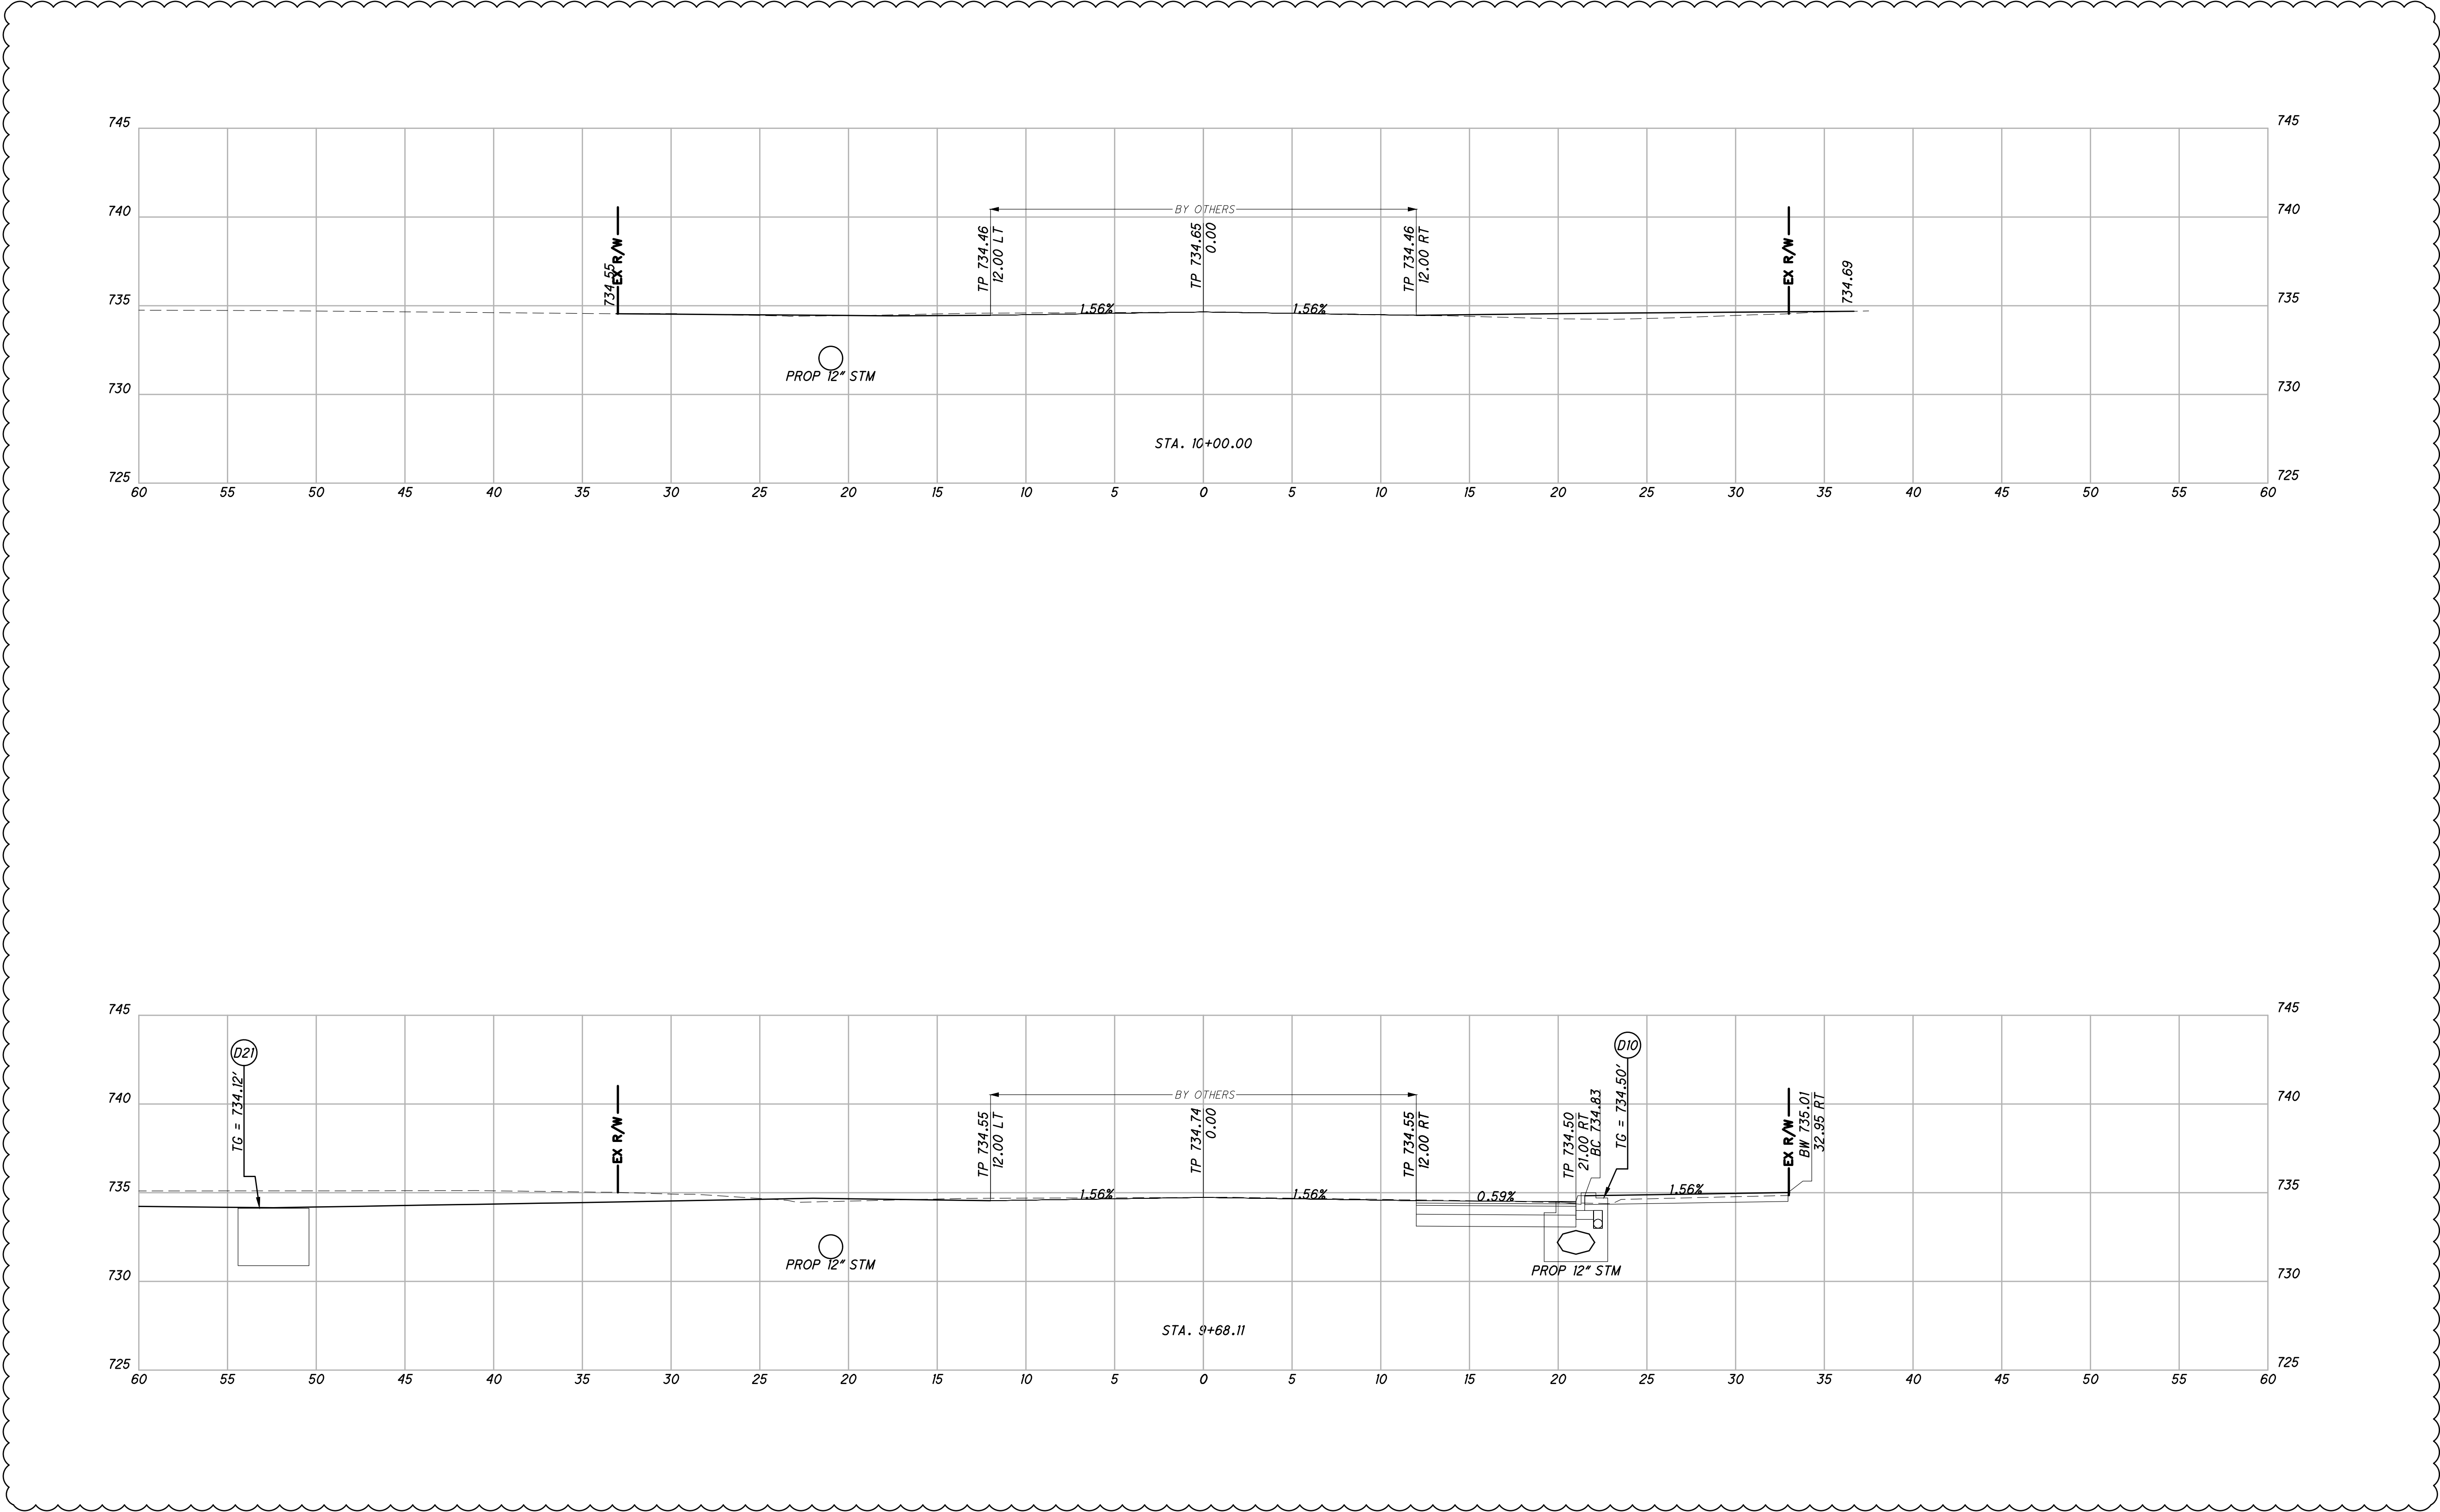 745 745
740 740
BY OTHERS
EX R/W
734.55
TP 734.46
12.00 LT
TP 734.65
0.00
TP 734.46
12.00 RT
EX R/W
734.69
735 735
1.56% 1.56%
PROP 12" STM
730 730
STA. 10+00.00
725 725
60 55 50 45 40 35 30 25 20 15 10 5 0 5 10 15 20 25 30 35 40 45 50 55 60
745 745
D21
TG = 734.12'
D10
TG = 734.50'
740 740
BY OTHERS
EX R/W
TP 734.55
12.00 LT
TP 734.74
0.00
TP 734.55
12.00 RT
TP 734.50
21.00 RT
BC 734.83
EX R/W
BW 735.01
32.95 RT
735 735
1.56% 1.56% 0.59% 1.56%
PROP 12" STM
PROP 12" STM
730 730
STA. 9+68.11
725 725
60 55 50 45 40 35 30 25 20 15 10 5 0 5 10 15 20 25 30 35 40 45 50 55 60